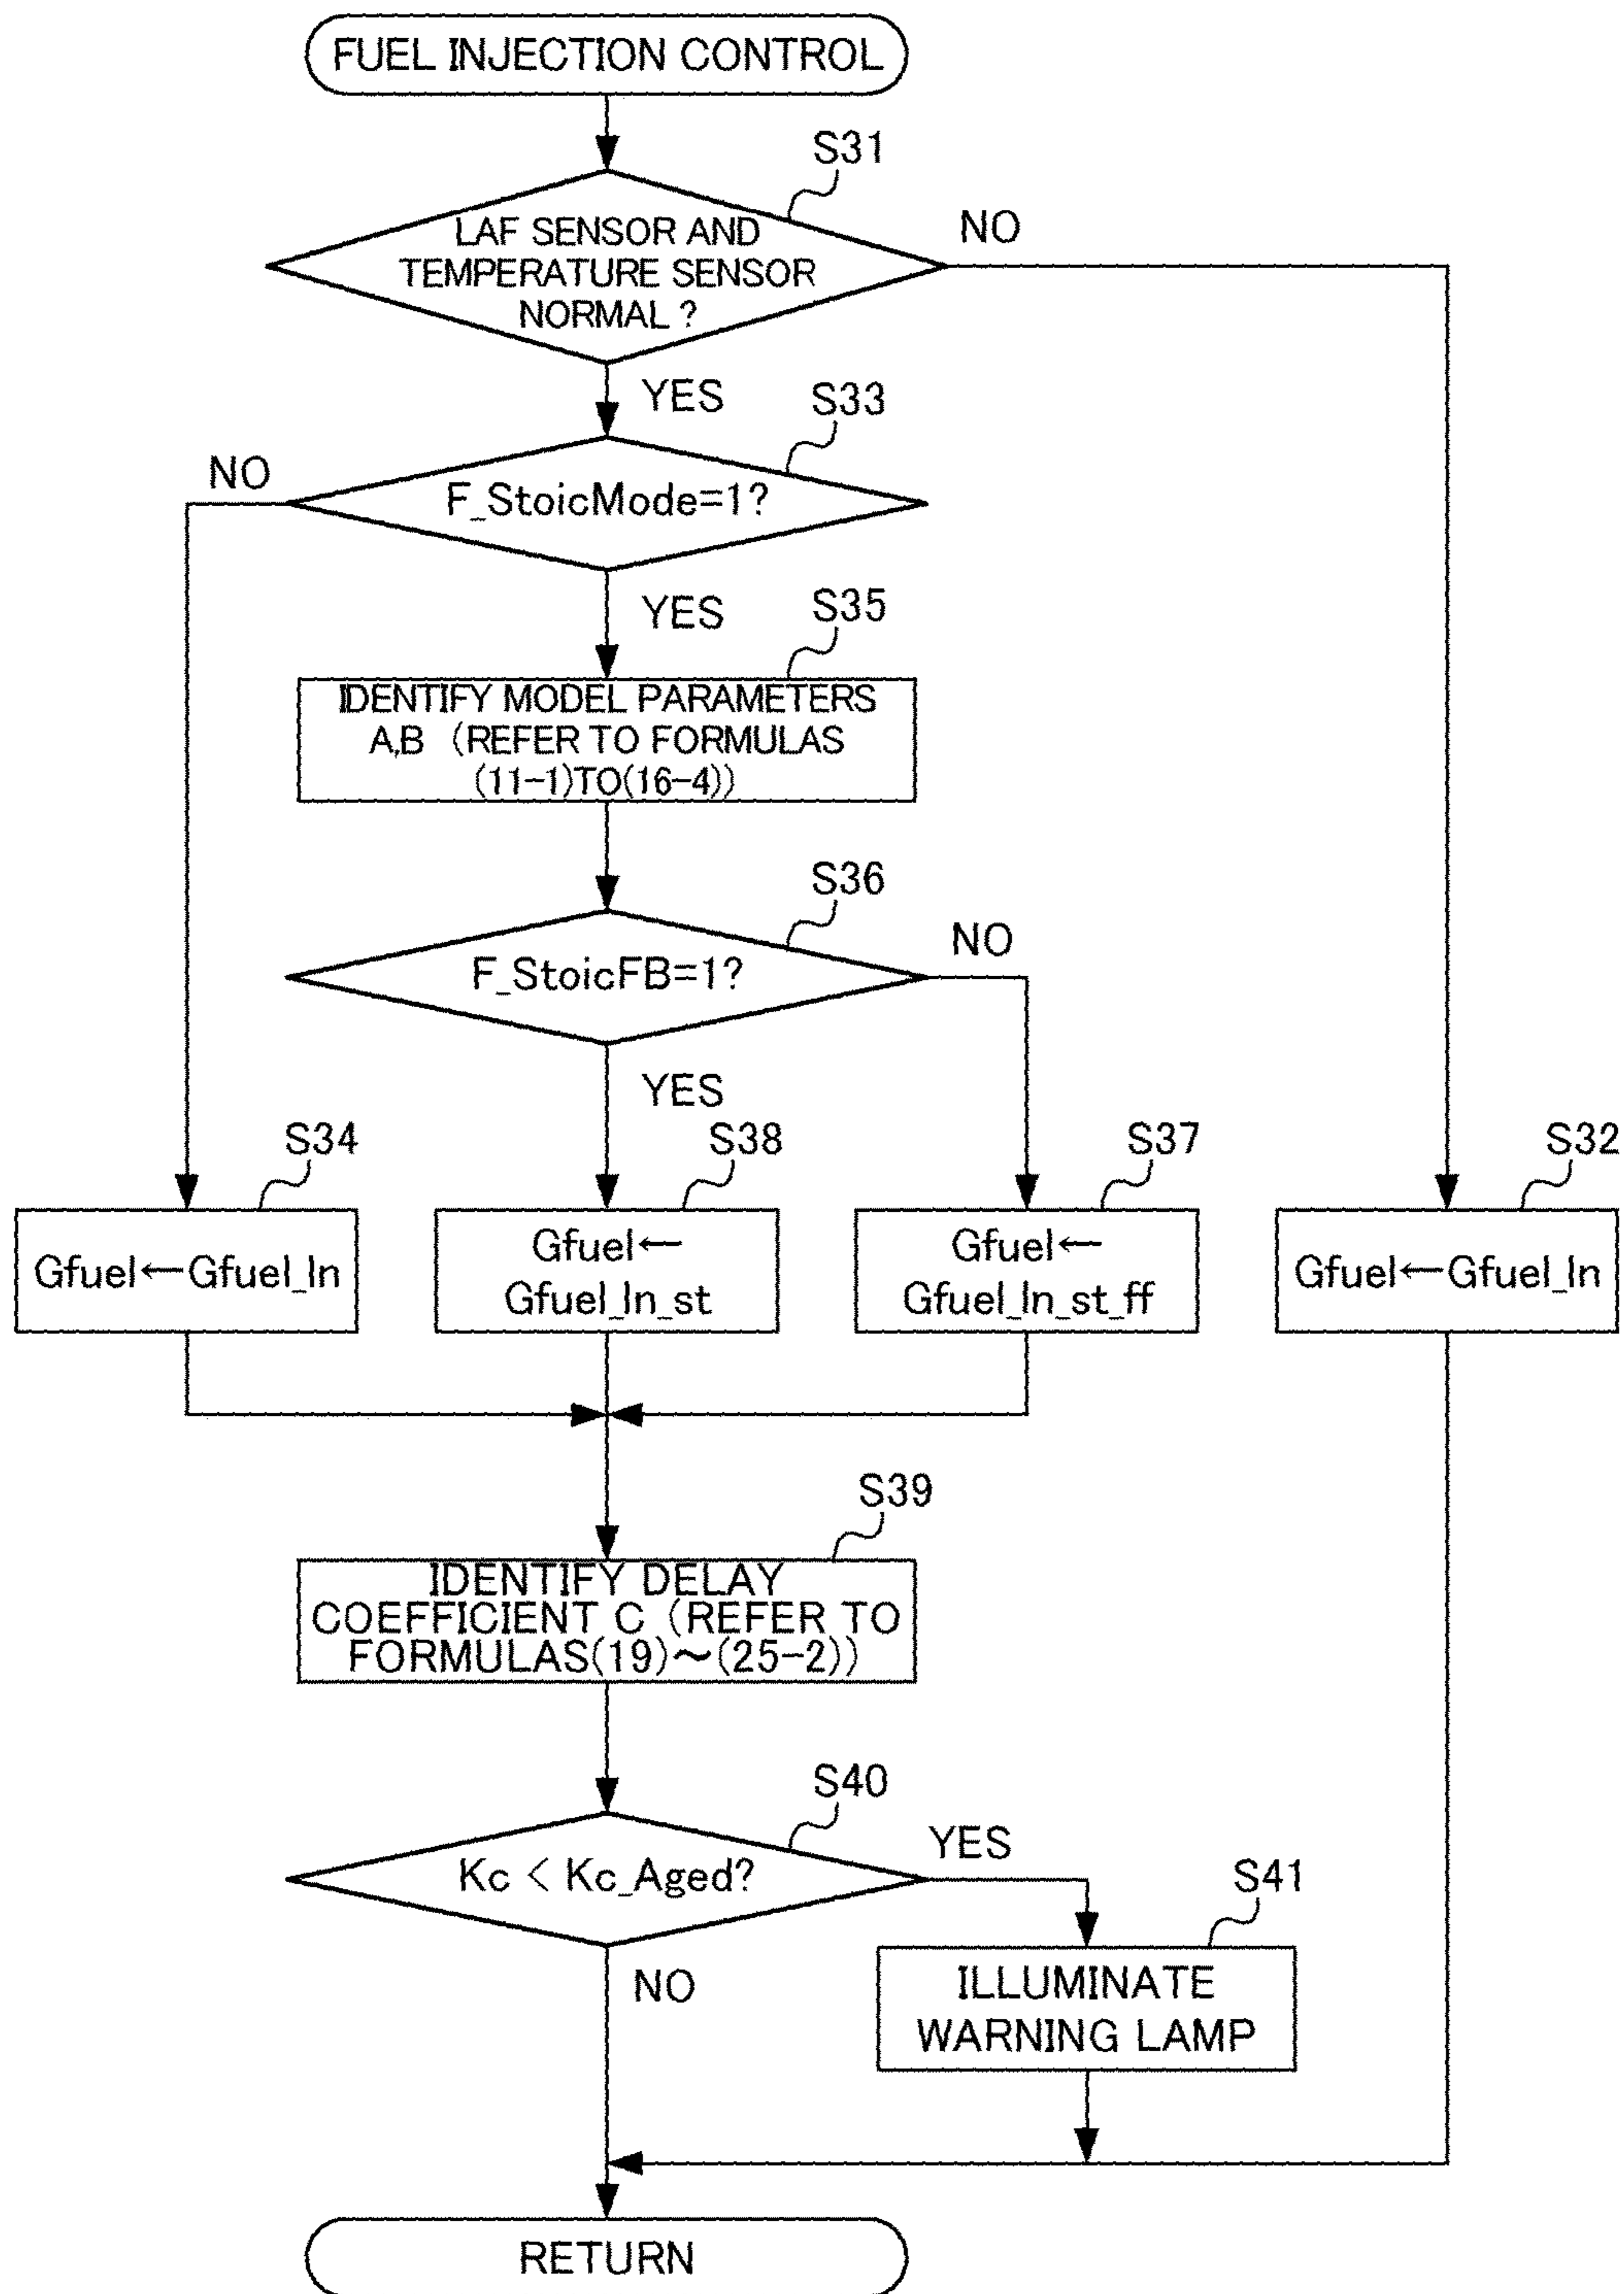 FUEL INJECTION CONTROL
S31
LAF SENSOR AND
TEMPERATURE SENSOR
NORMAL ?
NO
YES
S33
NO
F_StoicMode=1?
YES
S35
IDENTIFY MODEL PARAMETERS
A,B (REFER TO FORMULAS
(11-1)TO(16-4))
S36
NO
F_StoicFB=1?
YES
S34
S38
S37
S32
Gfuel←Gfuel_ln
Gfuel←
Gfuel_ln_st
Gfuel←
Gfuel_ln_st_ff
Gfuel←Gfuel_ln
S39
IDENTIFY DELAY
COEFFICIENT C (REFER TO
FORMULAS(19)～(25-2))
S40
YES
Kc < Kc_Aged?
S41
NO
ILLUMINATE
WARNING LAMP
RETURN